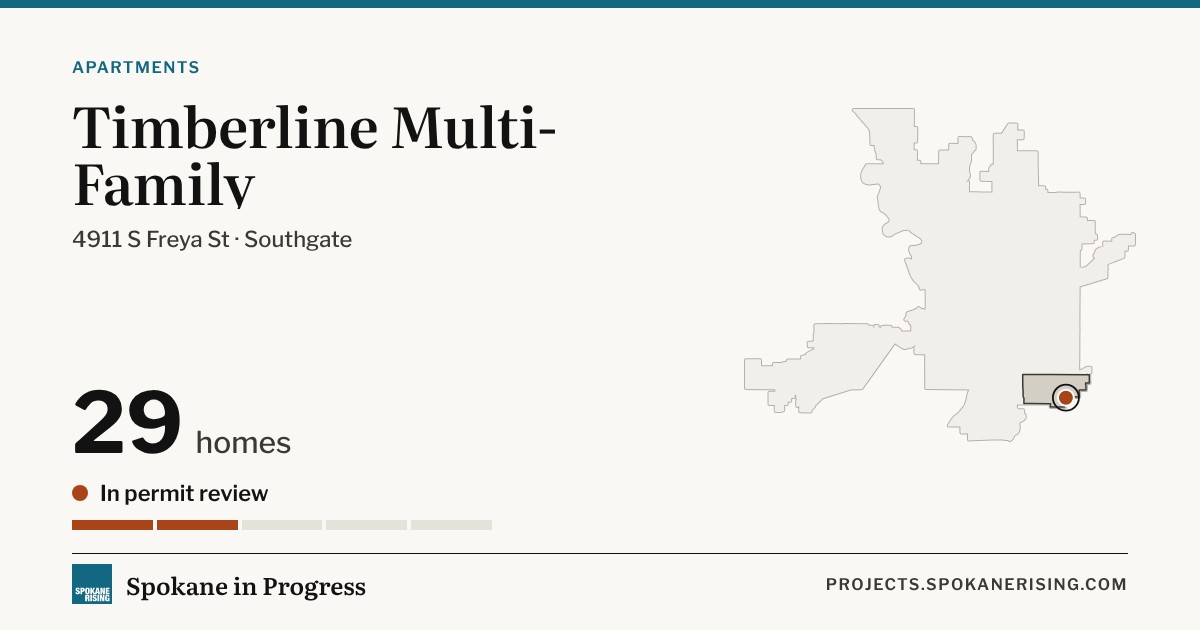 APARTMENTS
Timberline Multi-
Family
4911 S Freya St · Southgate
29 homes
In permit review
SPOKANE
RISING
Spokane in Progress
PROJECTS.SPOKANERISING.COM